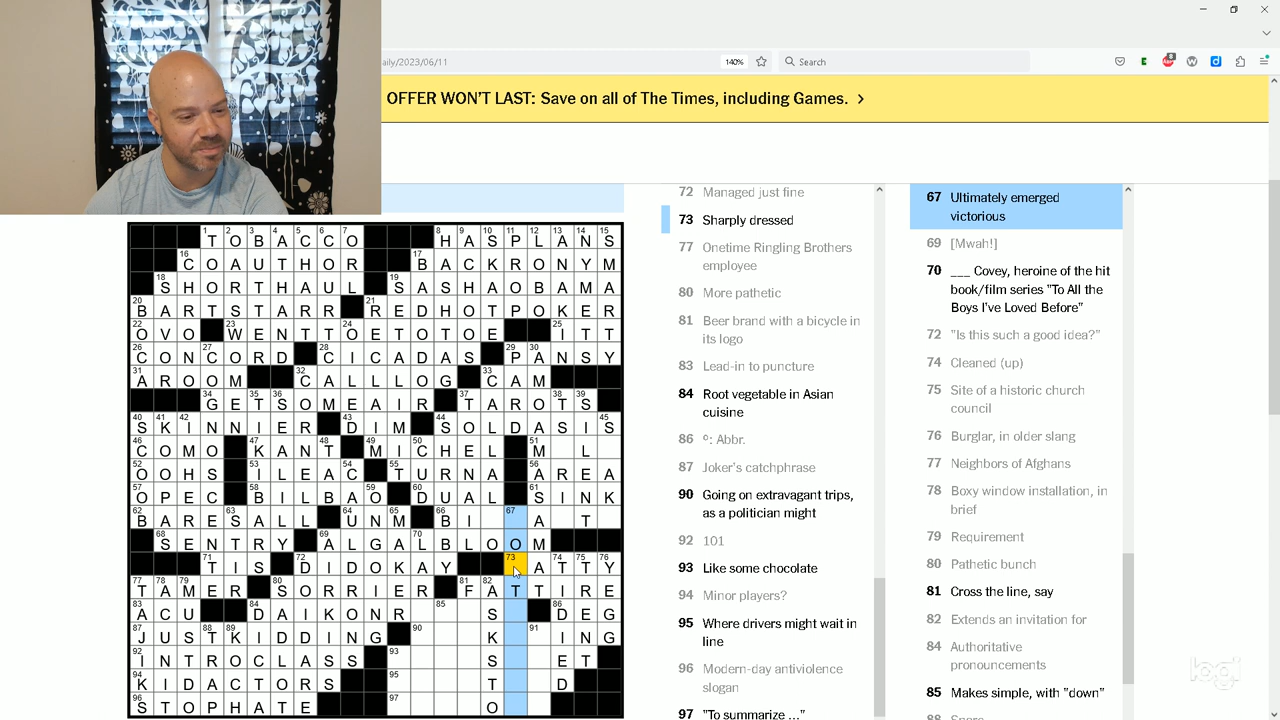 aily/2023/06/11
140%
Search
OFFER WON'T LAST: Save on all of The Times, including Games.
72 Managed just fine
73 Sharply dressed
77 Onetime Ringling Brothers
employee
80 More pathetic
81 Beer brand with a bicycle in
its logo
83 Lead-in to puncture
84 Root vegetable in Asian
cuisine
86 º: Abbr.
87 Joker's catchphrase
90 Going on extravagant trips,
as a politician might
92 101
93 Like some chocolate
94 Minor players?
95 Where drivers might wait in
line
96 Modern-day antiviolence
slogan
97 "To summarize ..."
67 Ultimately emerged
victorious
69 [Mwah!]
70 ___ Covey, heroine of the hit
book/film series "To All the
Boys I've Loved Before"
72 "Is this such a good idea?"
74 Cleaned (up)
75 Site of a historic church
council
76 Burglar, in older slang
77 Neighbors of Afghans
78 Boxy window installation, in
brief
79 Requirement
80 Pathetic bunch
81 Cross the line, say
82 Extends an invitation for
84 Authoritative
pronouncements
85 Makes simple, with "down"
TOBACCO HASPLANS
COAUTHOR BACKRONYM
SHORTHAUL SASHAOBAMA
BARTSTARR REDHOTPOKER
OVO WENTTOETOTOE ITT
CONCORD CICADAS PANSY
AROOM CALLLOG CAM
GETSOMEAIR TAROTS
SKINNIER DIM SOLDASIS
COMO KANT MICHEL M L
OOHS ILEAC TURNA AREA
OPEC BILBAO DUAL SINK
BARESALL UNM BI A T
SENTRY ALGALBLOOM
TIS DIDOKAY ATTY
TAMER SORRIER FATTIRE
ACU DAIKONR S DEG
JUSTKIDDING K ING
INTROCLASS S ET
KIDACTORS T D
STOPHATE O
logi